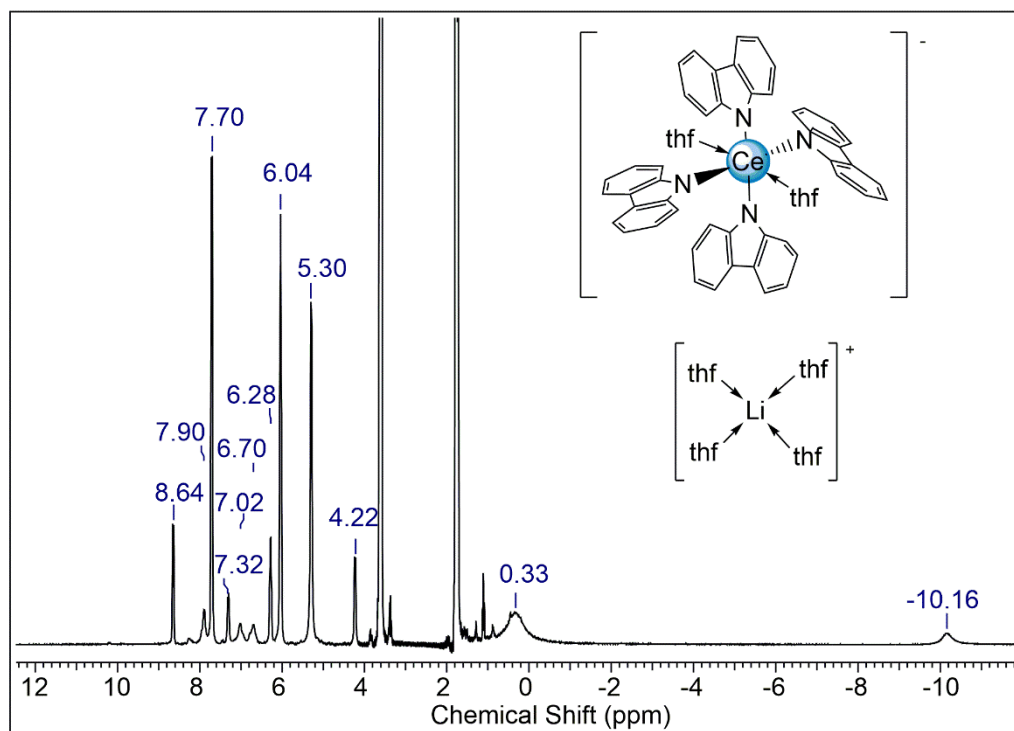 7.70
6.04
5.30
6.28
7.90
6.70
8.64
7.02
7.32
4.22
0.33
-10.16
-
N
thf
Ce
N
N
thf
N
+
thf
thf
Li
thf
thf
12 10 8 6 4 2 0 -2 -4 -6 -8 -10
Chemical Shift (ppm)